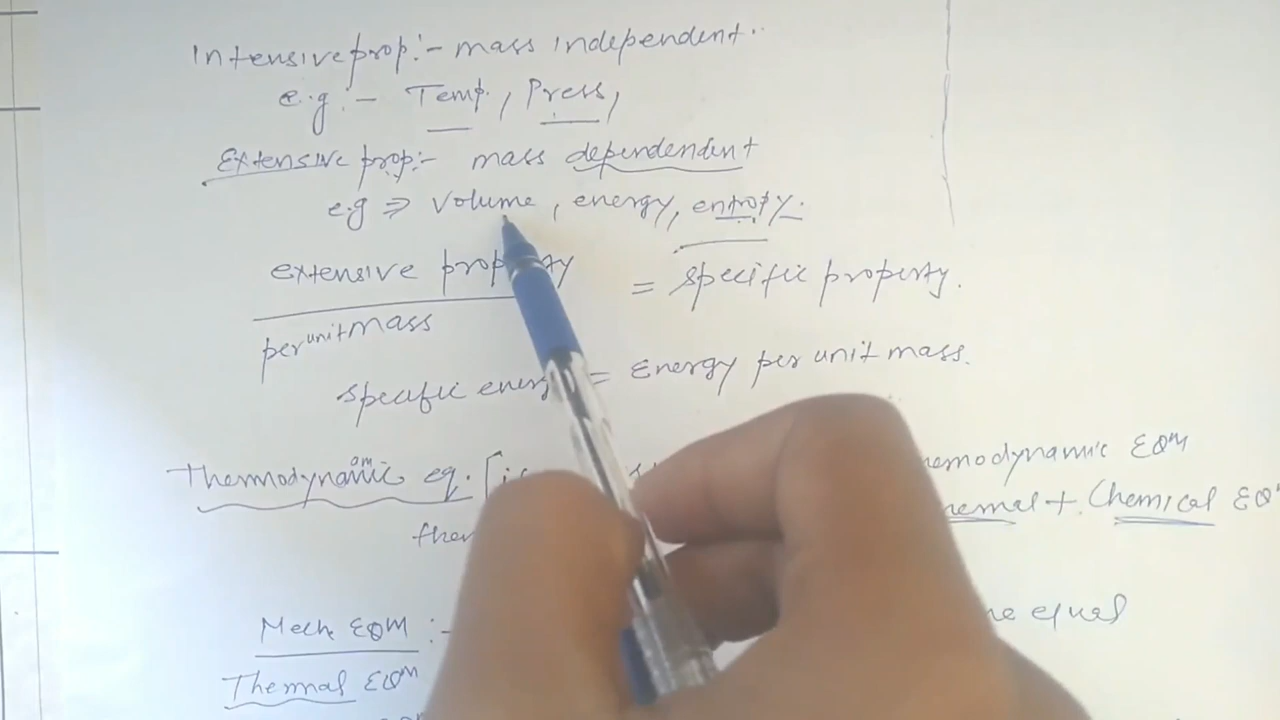 Intensive prop:- mass independent..
e.g:- Temp, Press,
Extensive prop:- mass dependendent
e.g ⇒ Volume, energy, entropy.
extensive property = Specific property.
per unit mass
Specific energy = Energy per unit mass.
Thermodynamic eq.
Thermodynamic EQM
Chemical EQM
Mech EQM :- equal
Thermal EQM